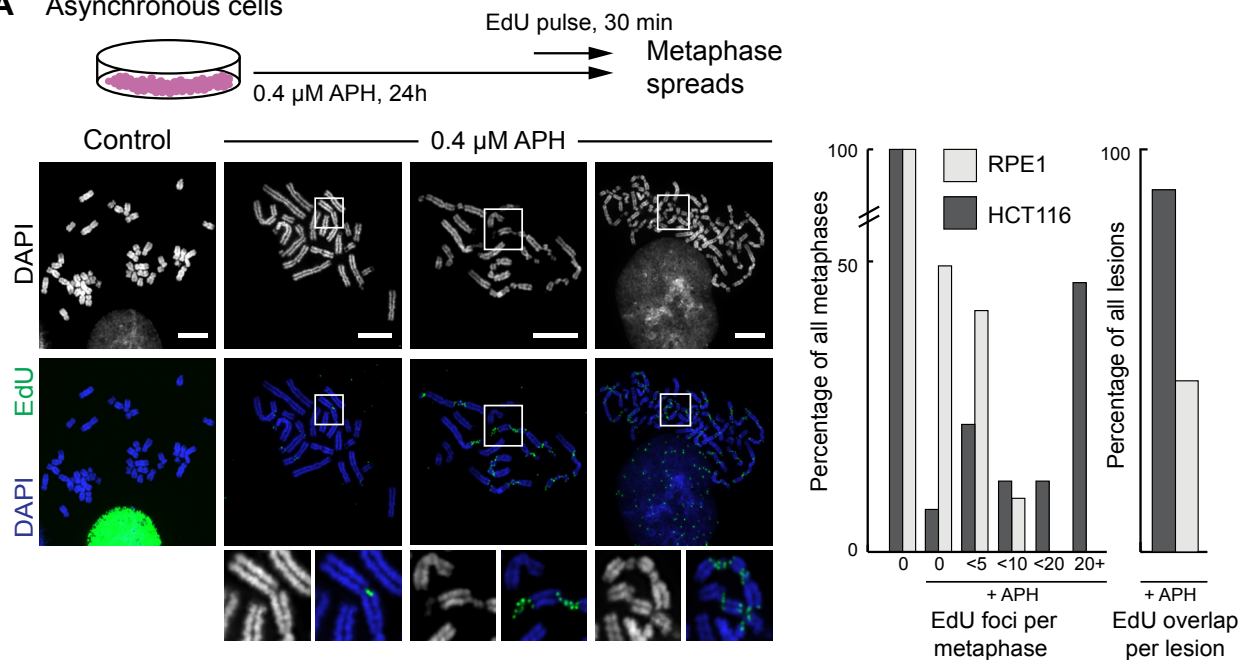 A Asynchronous cells
EdU pulse, 30 min
Metaphase
spreads
0.4 µM APH, 24h
Control
0.4 µM APH
DAPI
DAPI EdU
Percentage of all metaphases
100
50
0
RPE1
HCT116
0 0 <5 <10 <20 20+
+ APH
EdU foci per
metaphase
Percentage of all lesions
100
+ APH
EdU overlap
per lesion